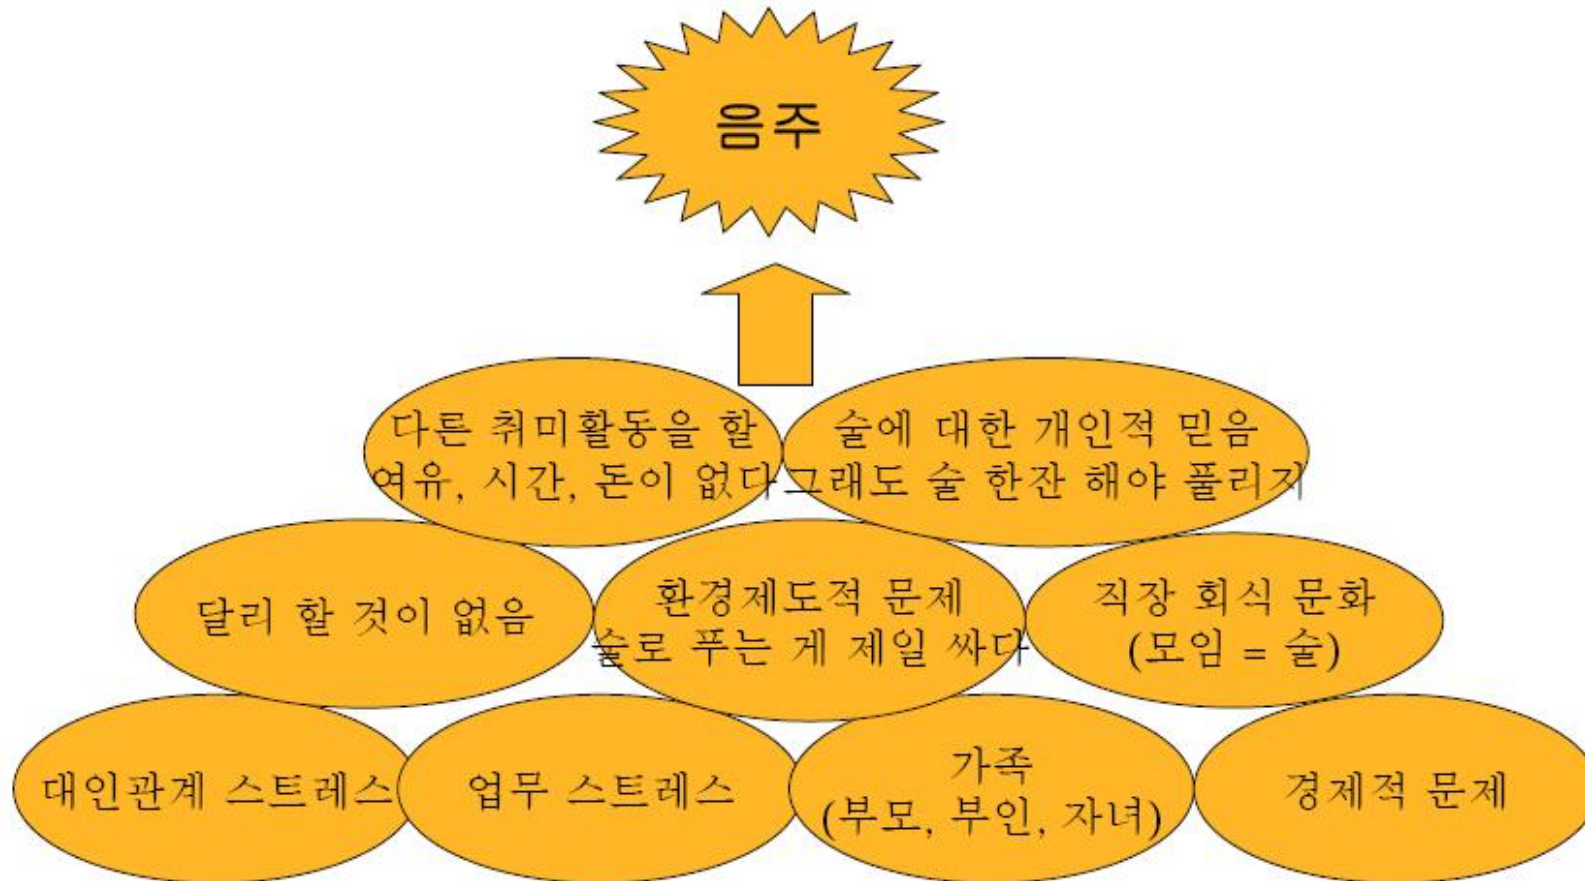 음주
다른 취미활동을 할
여유, 시간, 돈이 없다
술에 대한 개인적 믿음
그래도 술 한잔 해야 풀리지
달리 할 것이 없음
환경제도적 문제
술로 푸는 게 제일 싸다
직장 회식 문화
(모임 = 술)
대인관계 스트레스
업무 스트레스
가족
(부모, 부인, 자녀)
경제적 문제